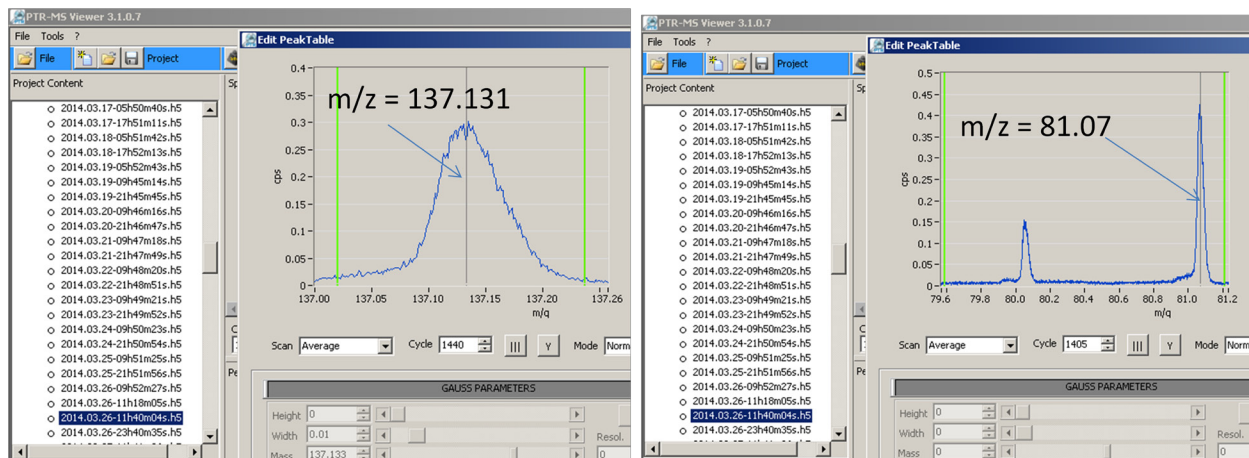 PTR-MS Viewer 3.1.0.7
File Tools ?
File Project
Edit PeakTable
Project Content
2014.03.17-05h50m40s.h5
2014.03.17-17h51m11s.h5
2014.03.18-05h51m42s.h5
2014.03.18-17h52m13s.h5
2014.03.19-05h52m43s.h5
2014.03.19-09h45m14s.h5
2014.03.19-21h45m45s.h5
2014.03.20-09h46m16s.h5
2014.03.20-21h46m47s.h5
2014.03.21-09h47m18s.h5
2014.03.21-21h47m49s.h5
2014.03.22-09h48m20s.h5
2014.03.22-21h48m51s.h5
2014.03.23-09h49m21s.h5
2014.03.23-21h49m52s.h5
2014.03.24-09h50m23s.h5
2014.03.24-21h50m54s.h5
2014.03.25-09h51m25s.h5
2014.03.25-21h51m56s.h5
2014.03.26-09h52m27s.h5
2014.03.26-11h18m05s.h5
2014.03.26-11h40m04s.h5
2014.03.26-23h40m35s.h5
m/z = 137.131
0.4
0.35
0.3
0.25
0.2
0.15
0.1
0.05
0
cps
137.00 137.05 137.10 137.15 137.20 137.26
m/q
Scan Average Cycle 1440 Y Mode Norm
GAUSS PARAMETERS
Height 0
Width 0.01 Resol.
Mass 137.133 0
PTR-MS Viewer 3.1.0.7
File Tools ?
File Project
Edit PeakTable
Project Content
2014.03.17-05h50m40s.h5
2014.03.17-17h51m11s.h5
2014.03.18-05h51m42s.h5
2014.03.18-17h52m13s.h5
2014.03.19-05h52m43s.h5
2014.03.19-09h45m14s.h5
2014.03.19-21h45m45s.h5
2014.03.20-09h46m16s.h5
2014.03.20-21h46m47s.h5
2014.03.21-09h47m18s.h5
2014.03.21-21h47m49s.h5
2014.03.22-09h48m20s.h5
2014.03.22-21h48m51s.h5
2014.03.23-09h49m21s.h5
2014.03.23-21h49m52s.h5
2014.03.24-09h50m23s.h5
2014.03.24-21h50m54s.h5
2014.03.25-09h51m25s.h5
2014.03.25-21h51m56s.h5
2014.03.26-09h52m27s.h5
2014.03.26-11h18m05s.h5
2014.03.26-11h40m04s.h5
2014.03.26-23h40m35s.h5
m/z = 81.07
0.5
0.45
0.4
0.35
0.3
0.25
0.2
0.15
0.1
0.05
0
cps
79.6 79.8 80.0 80.2 80.4 80.6 80.8 81.0 81.2
m/q
Scan Average Cycle 1405 Y Mode Norm
GAUSS PARAMETERS
Height 0
Width 0 Resol.
Mass 0 0